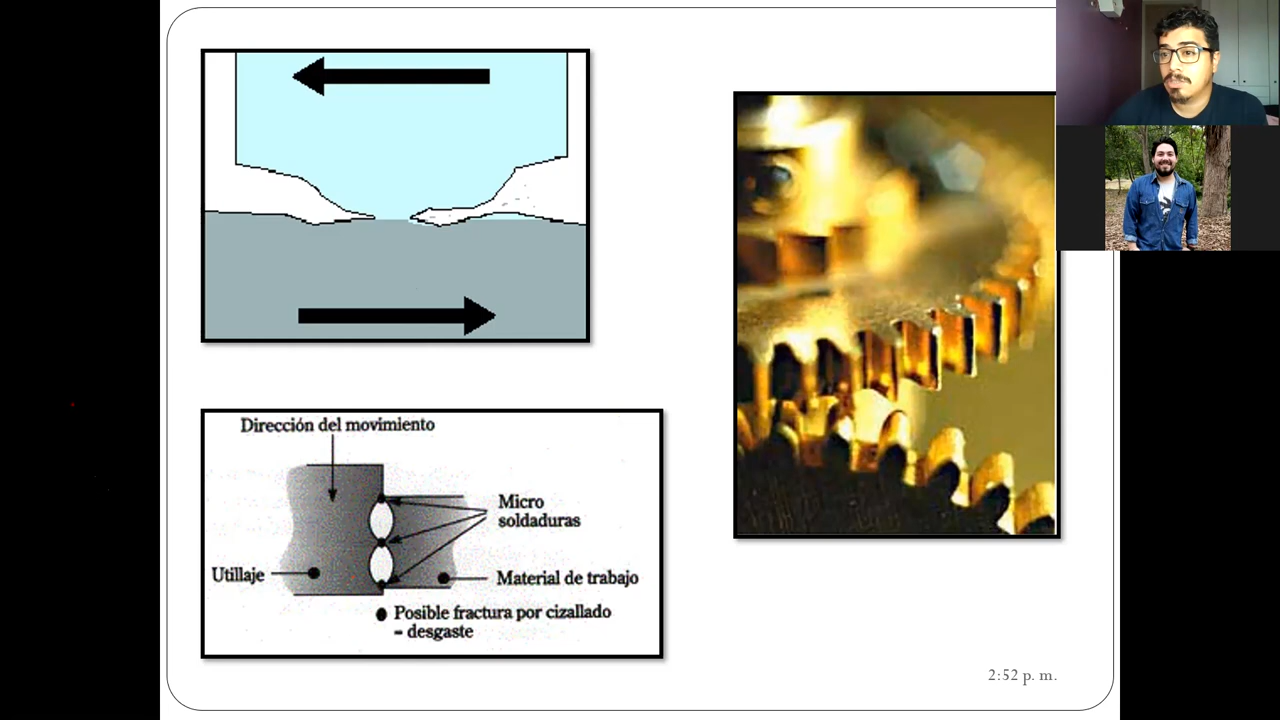 Dirección del movimiento
Micro
soldaduras
Utillaje
Material de trabajo
Posible fractura por cizallado
– desgaste
2:52 p. m.